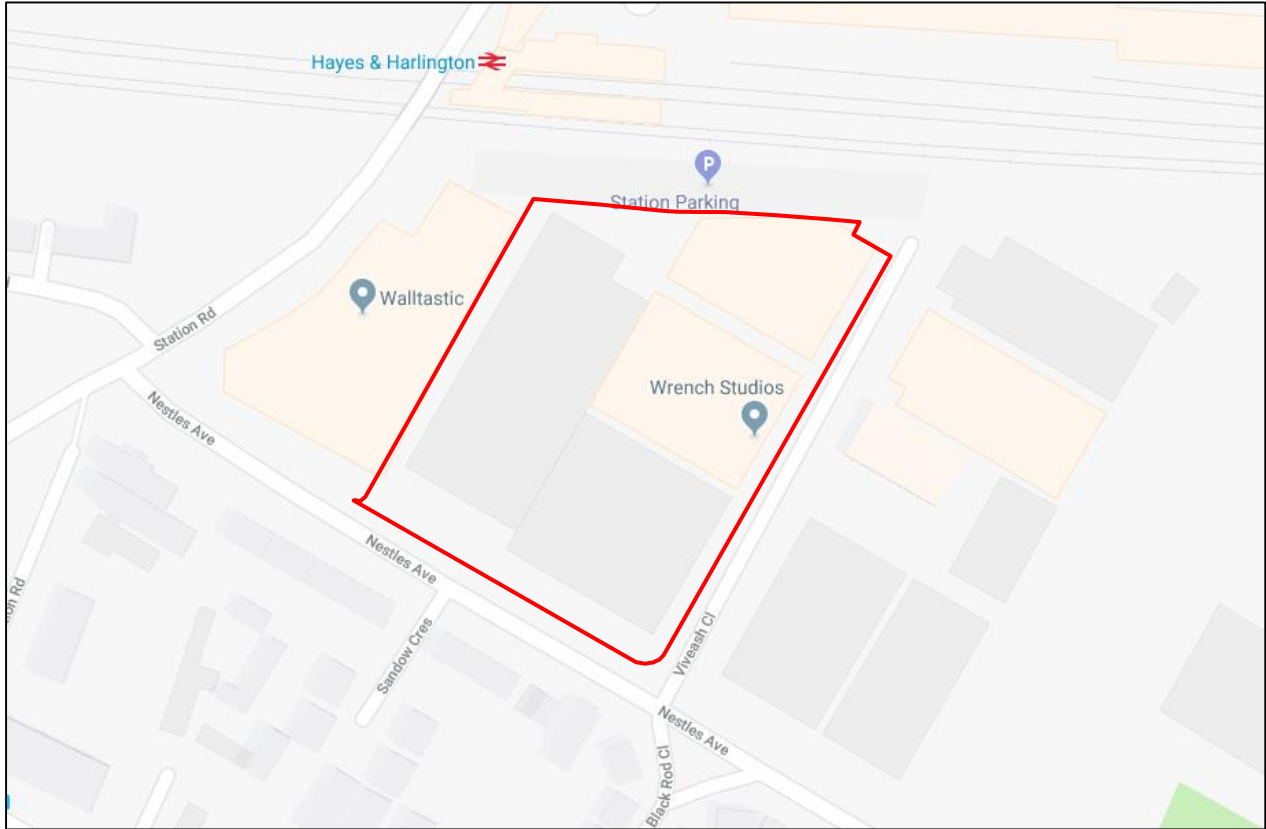 Hayes & Harlington
P
Station Parking
Walltastic
Station Rd
Wrench Studios
Nestles Ave
Nestles Ave
Sandow Cres
Viveash Cl
Nestles Ave
Black Rod Cl
Rd